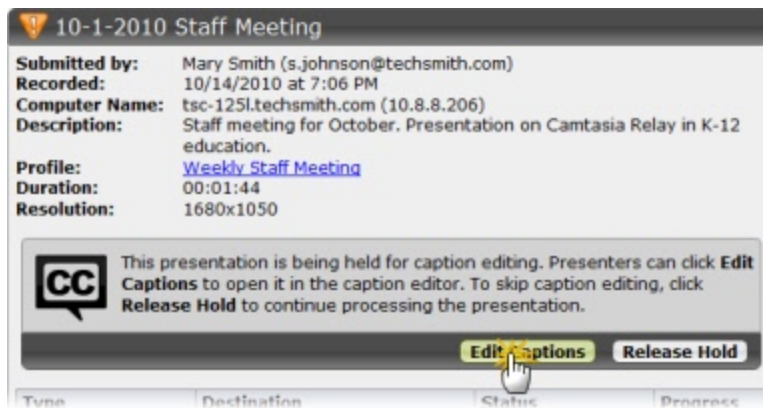 10-1-2010 Staff Meeting
Submitted by: Mary Smith (s.johnson@techsmith.com)
Recorded: 10/14/2010 at 7:06 PM
Computer Name: tsc-125l.techsmith.com (10.8.8.206)
Description: Staff meeting for October. Presentation on Camtasia Relay in K-12
education.
Profile: Weekly Staff Meeting
Duration: 00:01:44
Resolution: 1680x1050
CC
This presentation is being held for caption editing. Presenters can click Edit
Captions to open it in the caption editor. To skip caption editing, click
Release Hold to continue processing the presentation.
Edit Captions Release Hold
Type Destination Status Progress